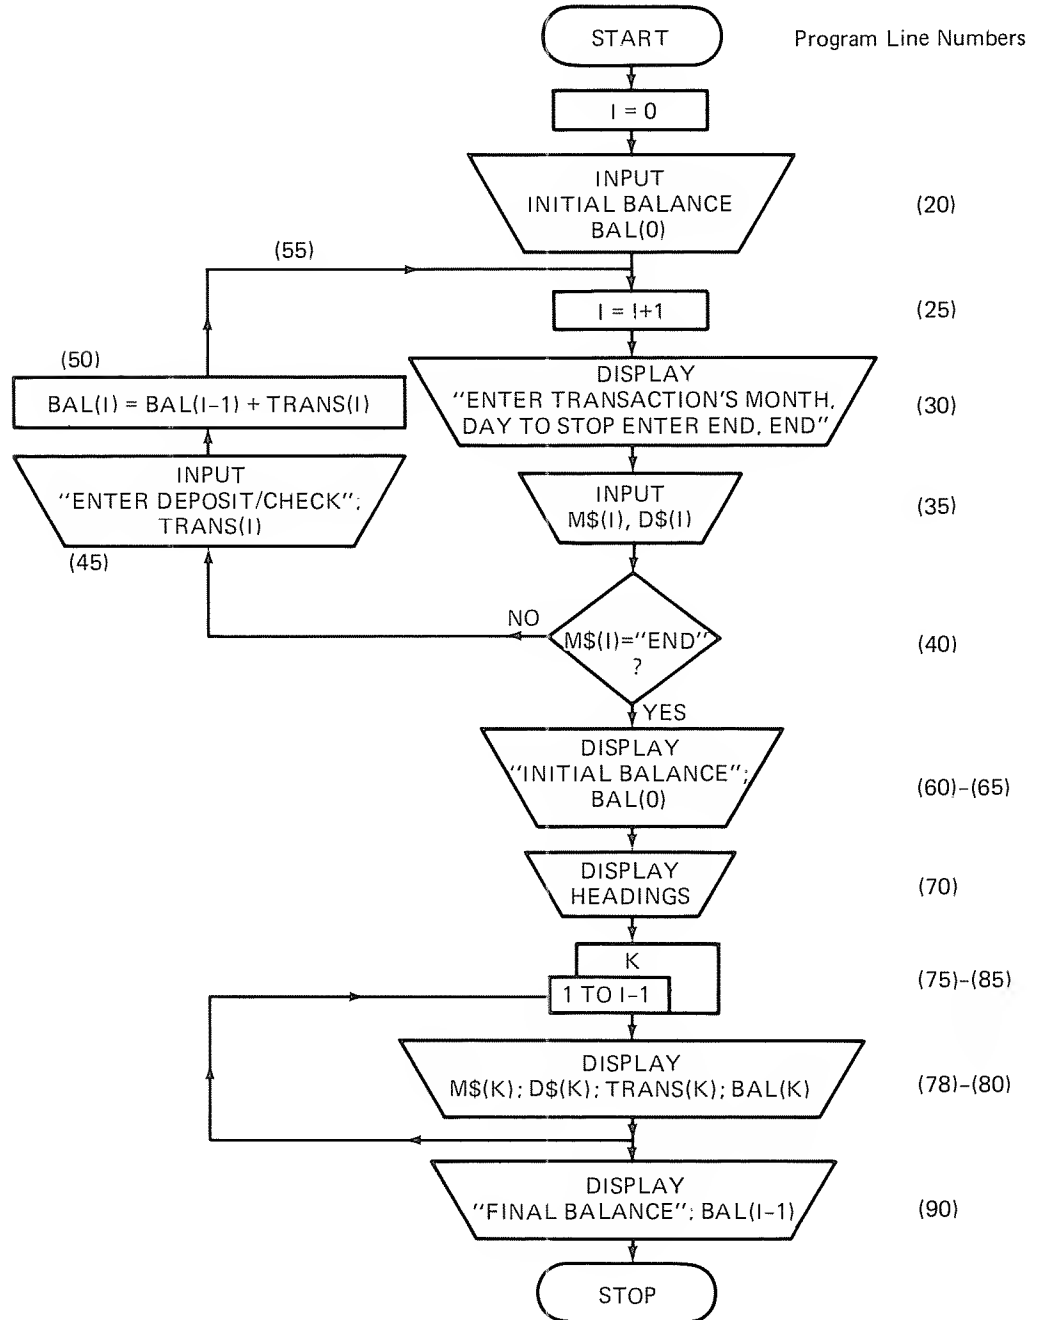 START
Program Line Numbers
I = 0
INPUT
INITIAL BALANCE
BAL(0)
(20)
(55)
I = I+1
(25)
(50)
BAL(I) = BAL(I-1) + TRANS(I)
DISPLAY
"ENTER TRANSACTION'S MONTH,
DAY TO STOP ENTER END, END"
(30)
INPUT
"ENTER DEPOSIT/CHECK";
TRANS(I)
(45)
INPUT
M$(I), D$(I)
(35)
NO
M$(I)="END"
?
(40)
YES
DISPLAY
"INITIAL BALANCE";
BAL(0)
(60)-(65)
DISPLAY
HEADINGS
(70)
K
1 TO I-1
(75)-(85)
DISPLAY
M$(K); D$(K); TRANS(K); BAL(K)
(78)-(80)
DISPLAY
"FINAL BALANCE"; BAL(I-1)
(90)
STOP